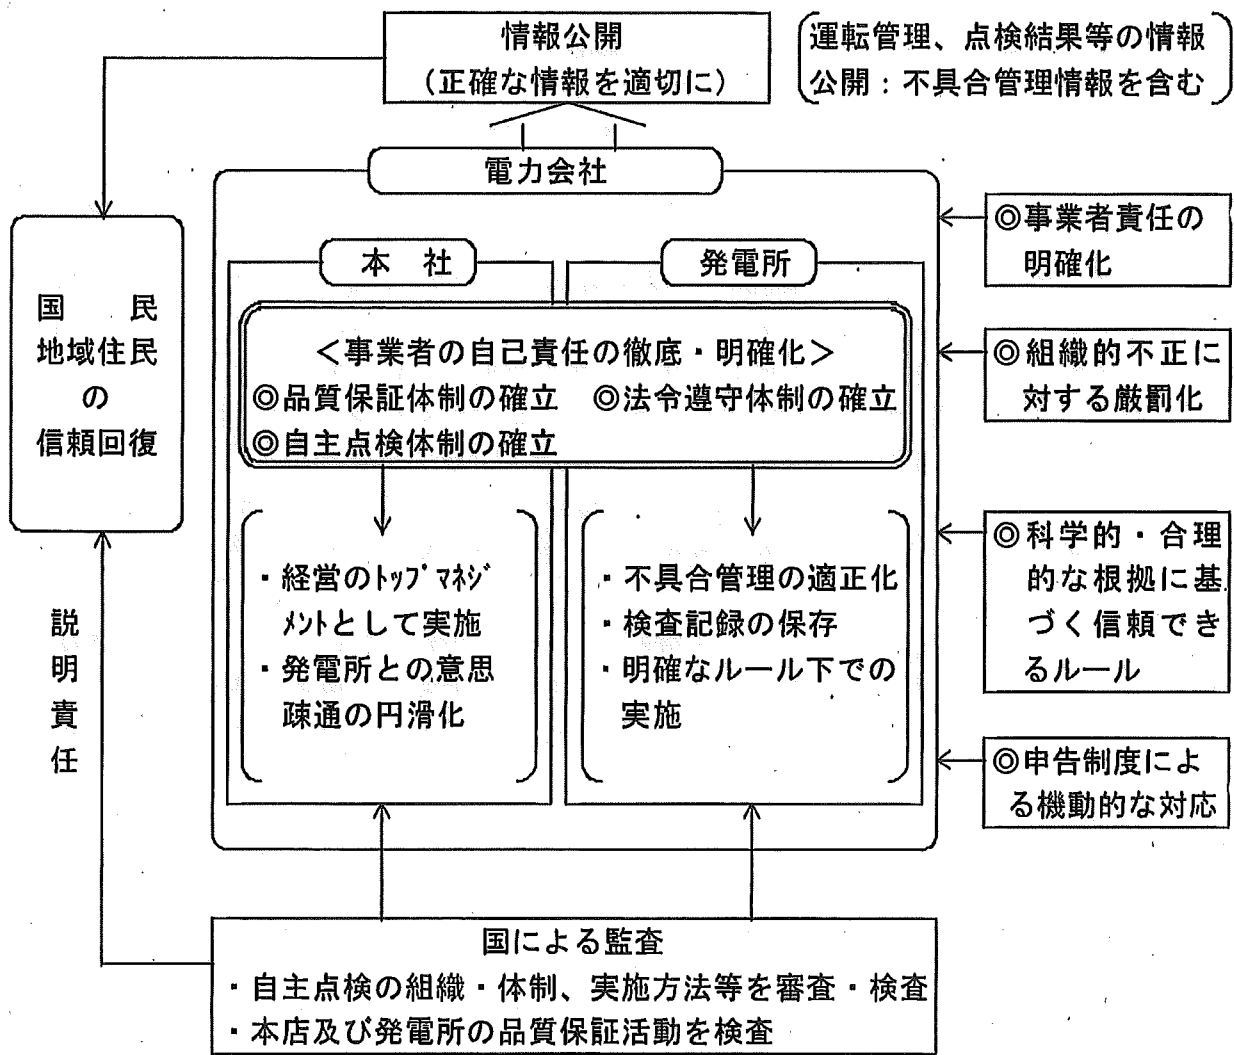 情報公開
(正確な情報を適切に)
運転管理、点検結果等の情報
公開:不具合管理情報を含む
電力会社
本 社
発電所
国 民
地域住民
の
信頼回復
<事業者の自己責任の徹底・明確化>
◎品質保証体制の確立 ◎法令遵守体制の確立
◎自主点検体制の確立
・経営のトップマネジ
メントとして実施
・発電所との意思
疎通の円滑化
・不具合管理の適正化
・検査記録の保存
・明確なルール下での
実施
◎事業者責任の
明確化
◎組織的不正に
対する厳罰化
◎科学的・合理
的な根拠に基
づく信頼でき
るルール
◎申告制度によ
る機動的な対応
説
明
責
任
国による監査
・自主点検の組織・体制、実施方法等を審査・検査
・本店及び発電所の品質保証活動を検査